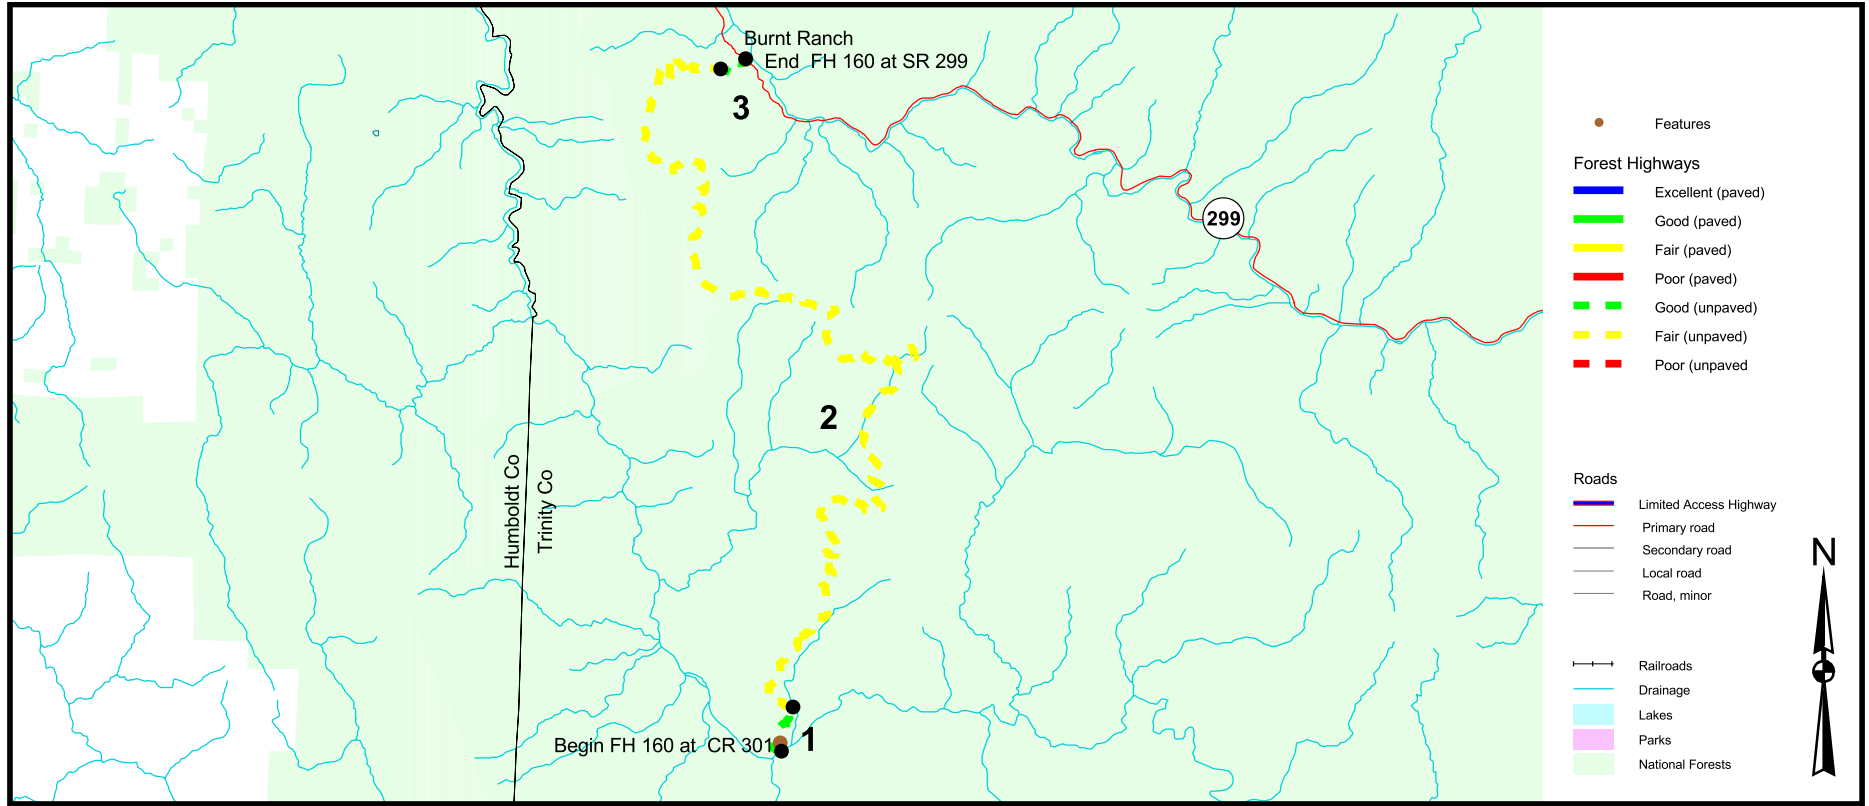 Burnt Ranch
End FH 160 at SR 299
3
299
2
Humboldt Co
Trinity Co
Begin FH 160 at CR 301
1
Features
Forest Highways
Excellent (paved)
Good (paved)
Fair (paved)
Poor (paved)
Good (unpaved)
Fair (unpaved)
Poor (unpaved
Roads
Limited Access Highway
Primary road
Secondary road
Local road
Road, minor
N
Railroads
Drainage
Lakes
Parks
National Forests